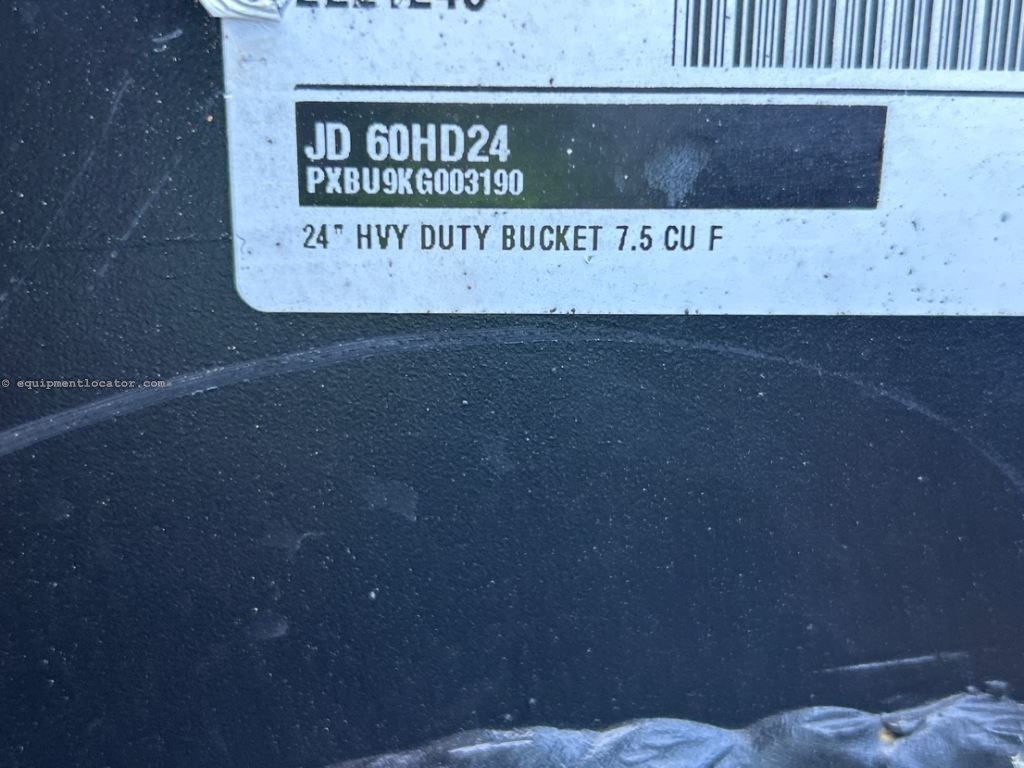 JD 60HD24
PXBU9KG003190
24" HVY DUTY BUCKET 7.5 CU F
© equipmentlocator.com